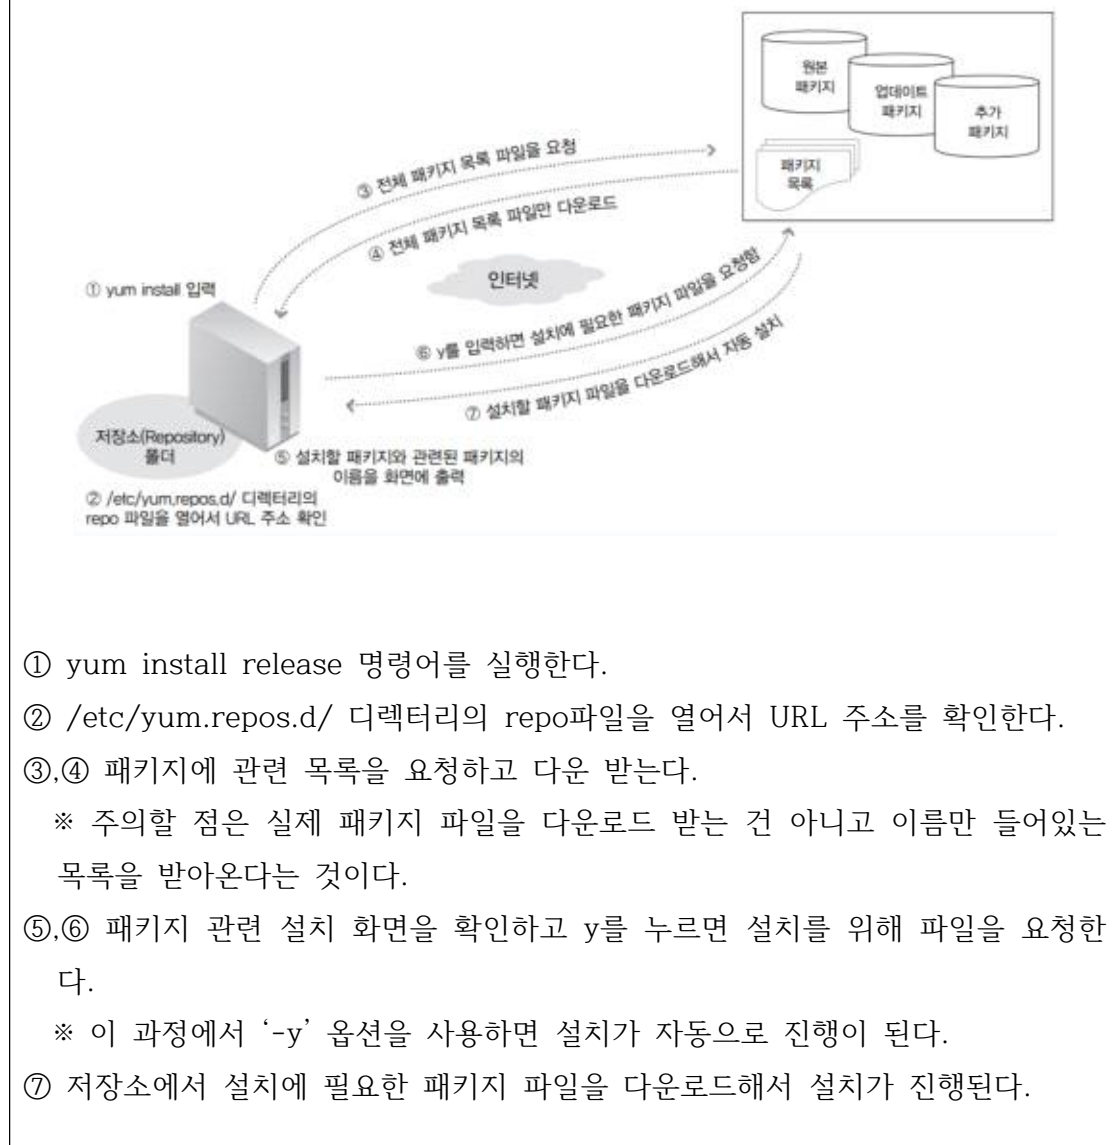 원본
패키지
업데이트
패키지
추가
패키지
패키지
목록
③ 전체 패키지 목록 파일을 요청
④ 전체 패키지 목록 파일만 다운로드
인터넷
① yum install 입력
⑥ y를 입력하면 설치에 필요한 패키지 파일을 요청함
⑦ 설치할 패키지 파일을 다운로드해서 자동 설치
저장소(Repository)
폴더
⑤ 설치할 패키지와 관련된 패키지의
이름을 화면에 출력
② /etc/yum.repos.d/ 디렉터리의
repo 파일을 열어서 URL 주소 확인
① yum install release 명령어를 실행한다.
② /etc/yum.repos.d/ 디렉터리의 repo파일을 열어서 URL 주소를 확인한다.
③,④ 패키지에 관련 목록을 요청하고 다운 받는다.
※ 주의할 점은 실제 패키지 파일을 다운로드 받는 건 아니고 이름만 들어있는
목록을 받아온다는 것이다.
⑤,⑥ 패키지 관련 설치 화면을 확인하고 y를 누르면 설치를 위해 파일을 요청한
다.
※ 이 과정에서 ‘-y’ 옵션을 사용하면 설치가 자동으로 진행이 된다.
⑦ 저장소에서 설치에 필요한 패키지 파일을 다운로드해서 설치가 진행된다.